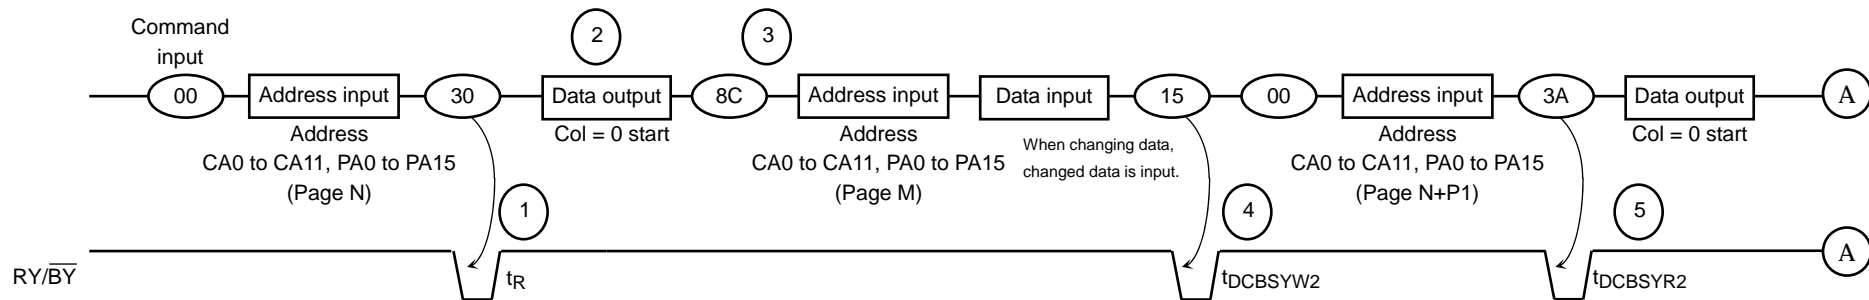 Command
input
2
3
00
Address input
30
Data output
8C
Address input
Data input
15
00
Address input
3A
Data output
A
Address
CA0 to CA11, PA0 to PA15
(Page N)
Col = 0 start
Address
CA0 to CA11, PA0 to PA15
(Page M)
When changing data,
changed data is input.
Address
CA0 to CA11, PA0 to PA15
(Page N+P1)
Col = 0 start
1
4
5
RY/BY
tR
tDCBSYW2
tDCBSYR2
A